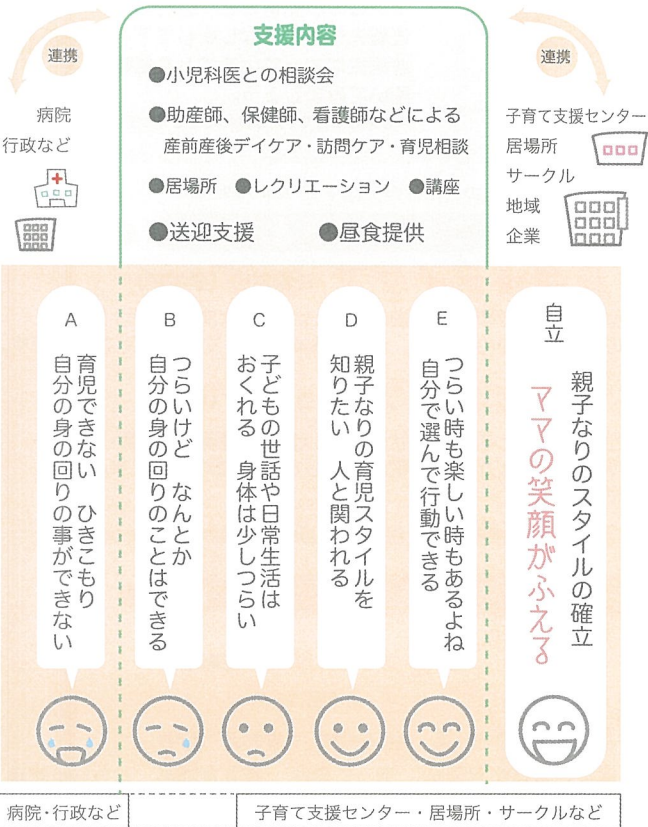 支援内容
●小児科医との相談会
●助産師、保健師、看護師などによる
産前産後デイケア・訪問ケア・育児相談
●居場所 ●レクリエーション ●講座
●送迎支援 ●昼食提供
連携
病院
行政など
連携
子育て支援センター
居場所
サークル
地域
企業
A
育児できない ひきこもり
自分の身の回りの事ができない
B
つらいけど なんとか
自分の身の回りのことはできる
C
子どもの世話や日常生活は
おくれる 身体は少しつらい
D
親子なりの育児スタイルを
知りたい 人と関われる
E
つらい時も楽しい時もあるよね
自分で選んで行動できる
自立
親子なりのスタイルの確立
ママの笑顔がふえる
病院・行政など
子育て支援センター・居場所・サークルなど